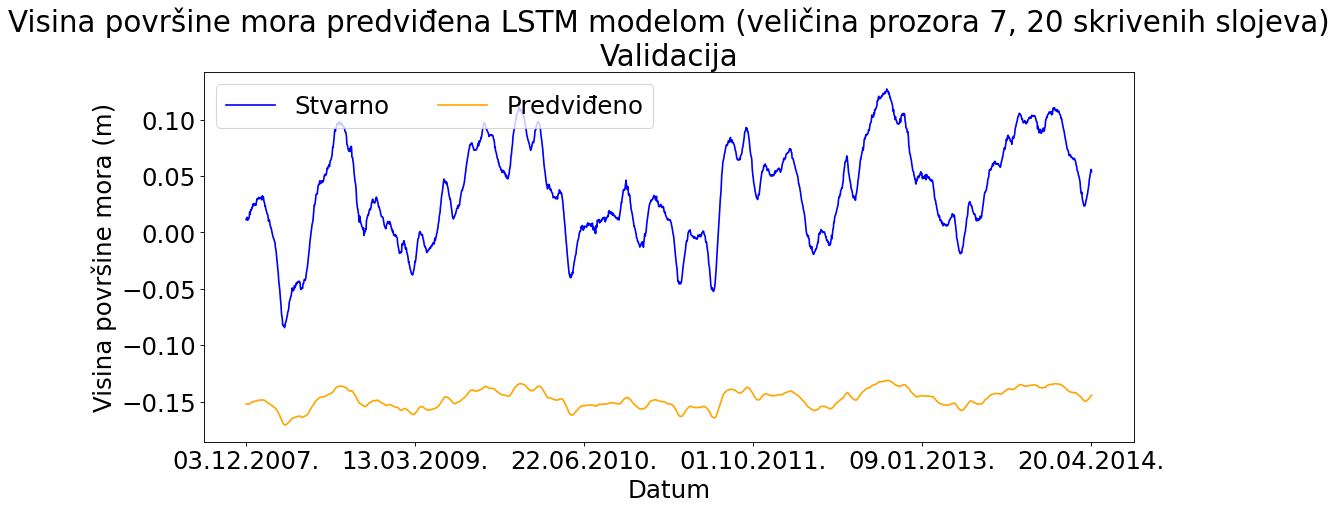 Visina površine mora predviđena LSTM modelom (veličina prozora 7, 20 skrivenih slojeva)
Validacija
Stvarno Predviđeno
Visina površine mora (m)
0.10
0.05
0.00
−0.05
−0.10
−0.15
03.12.2007. 13.03.2009. 22.06.2010. 01.10.2011. 09.01.2013. 20.04.2014.
Datum